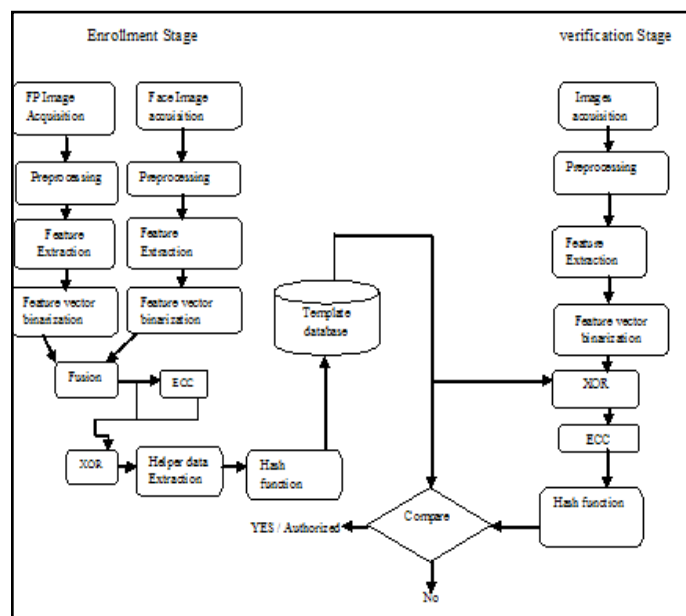 Enrollment Stage
verification Stage
FP Image
Acquisition
Face Image
acquisition
Images
acquisition
Preprocessing
Preprocessing
Preprocessing
Feature
Extraction
Feature
Extraction
Feature
Extraction
Feature vector
binarization
Feature vector
binarization
Template
database
Feature vector
binarization
Fusion
ECC
XOR
ECC
XOR
Helper data
Extraction
Hash
function
Hash function
Compare
YES / Authorized
No